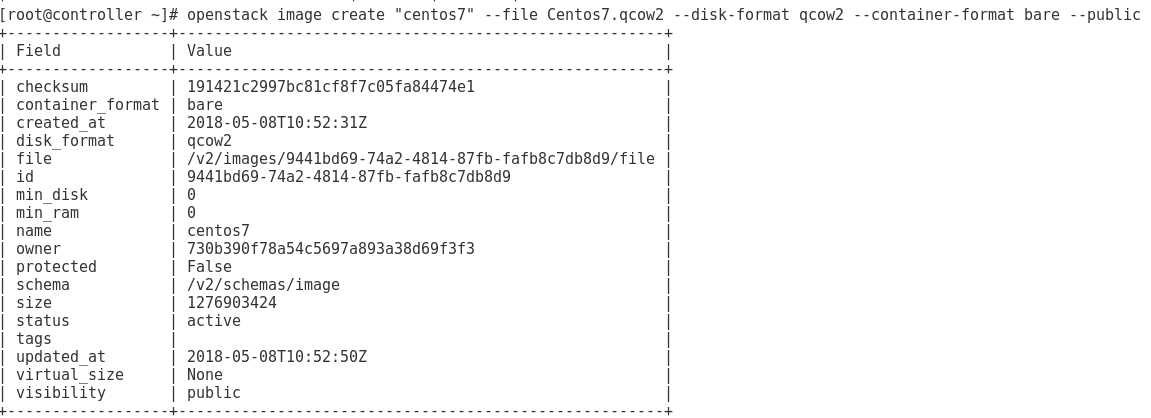 [root@controller ~]# openstack image create "centos7" --file Centos7.qcow2 --disk-format qcow2 --container-format bare --public
+------------------+------------------------------------------------------+
| Field            | Value                                                |
+------------------+------------------------------------------------------+
| checksum         | 191421c2997bc81cf8f7c05fa84474e1                     |
| container_format | bare                                                 |
| created_at       | 2018-05-08T10:52:31Z                                 |
| disk_format      | qcow2                                                |
| file             | /v2/images/9441bd69-74a2-4814-87fb-fafb8c7db8d9/file |
| id               | 9441bd69-74a2-4814-87fb-fafb8c7db8d9                 |
| min_disk         | 0                                                    |
| min_ram          | 0                                                    |
| name             | centos7                                              |
| owner            | 730b390f78a54c5697a893a38d69f3f3                     |
| protected        | False                                                |
| schema           | /v2/schemas/image                                    |
| size             | 1276903424                                           |
| status           | active                                               |
| tags             |                                                      |
| updated_at       | 2018-05-08T10:52:50Z                                 |
| virtual_size     | None                                                 |
| visibility       | public                                               |
+------------------+------------------------------------------------------+